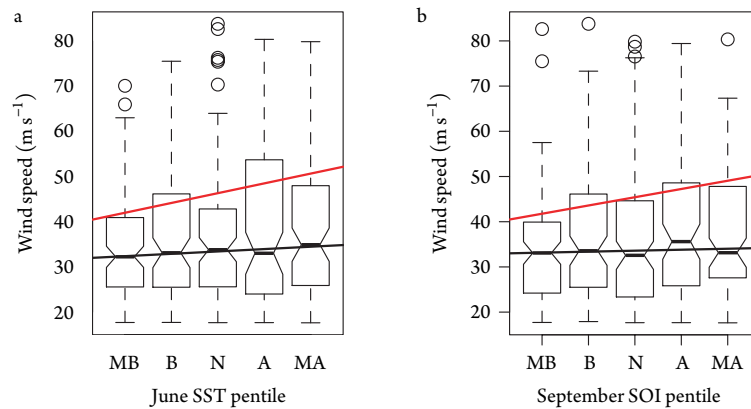 a
Wind speed (m s⁻¹)
80
70
60
50
40
30
20
MB B N A MA
June SST pentile
b
Wind speed (m s⁻¹)
80
70
60
50
40
30
20
MB B N A MA
September SOI pentile